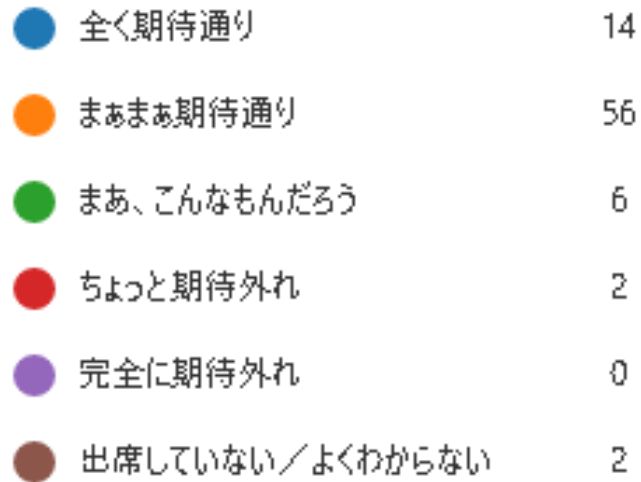 全く期待通り 14
まぁまぁ期待通り 56
まあ、こんなもんだろう 6
ちょっと期待外れ 2
完全に期待外れ 0
出席していない／よくわからない 2